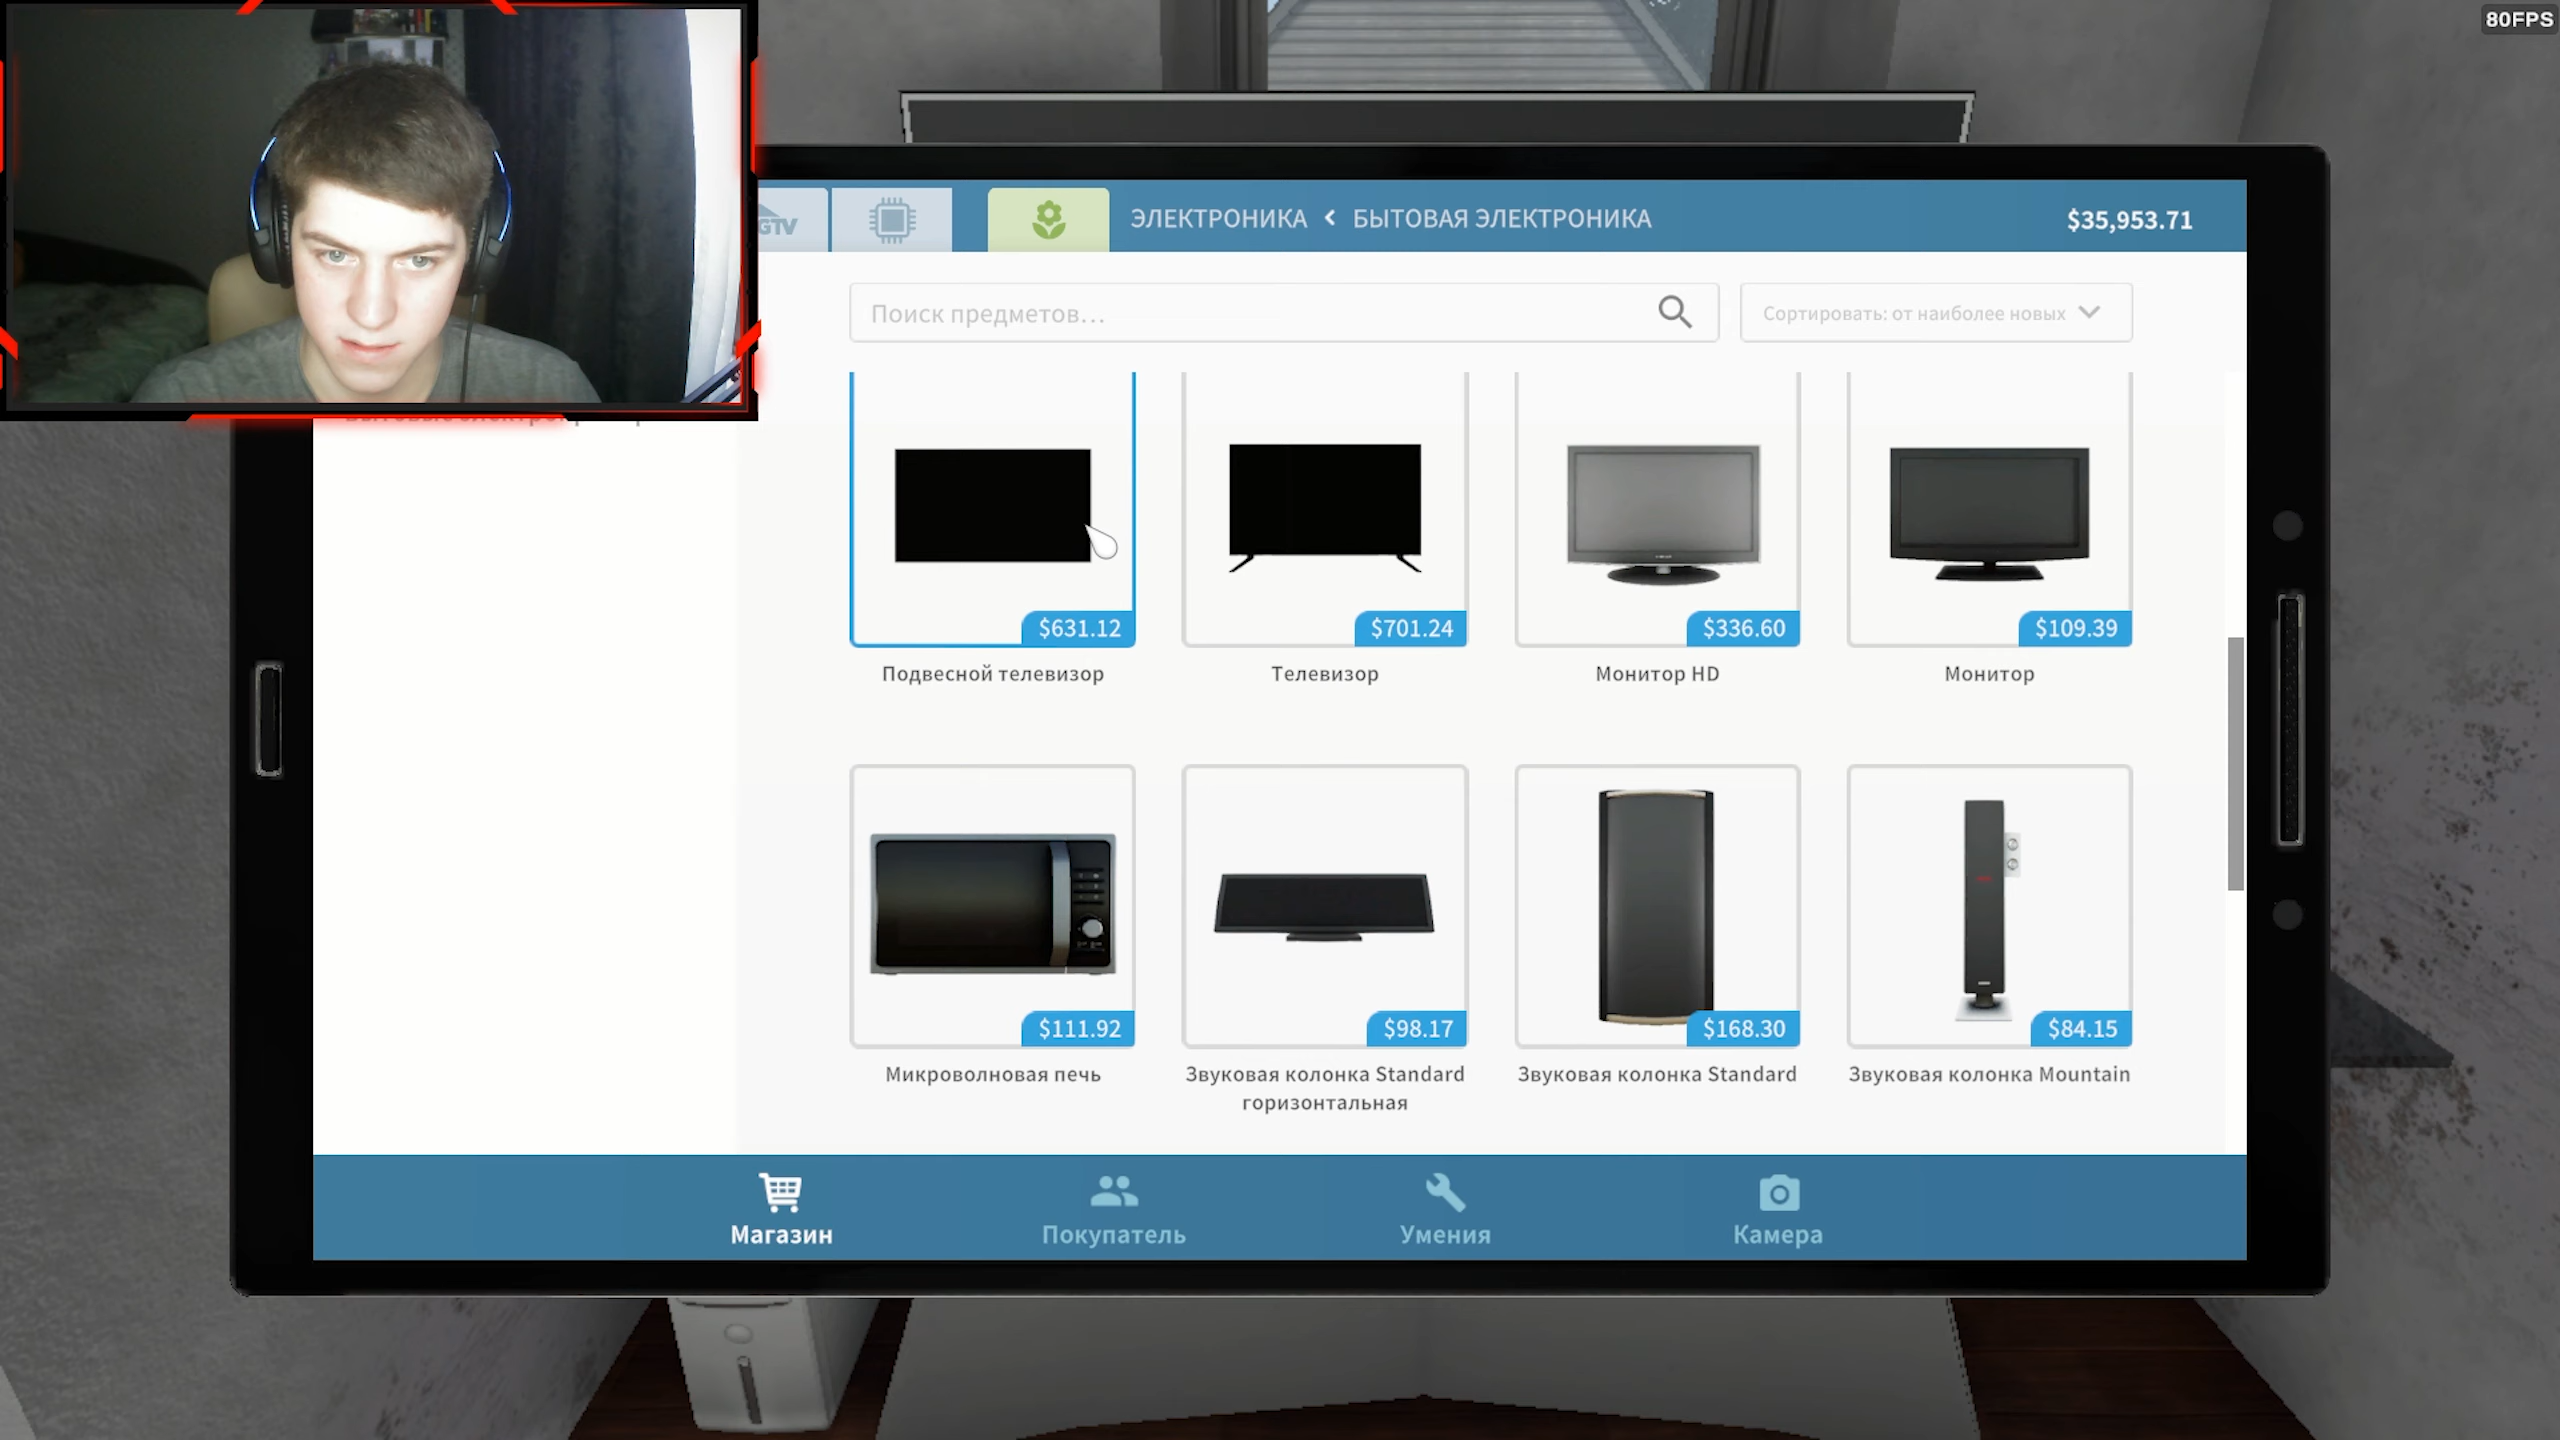 80FPS
GTV
ЭЛЕКТРОНИКА < БЫТОВАЯ ЭЛЕКТРОНИКА
$35,953.71
Поиск предметов...
Сортировать: от наиболее новых
$631.12
$701.24
$336.60
$109.39
Подвесной телевизор
Телевизор
Монитор HD
Монитор
$111.92
$98.17
$168.30
$84.15
Микроволновая печь
Звуковая колонка Standard
горизонтальная
Звуковая колонка Standard
Звуковая колонка Mountain
Магазин
Покупатель
Умения
Камера